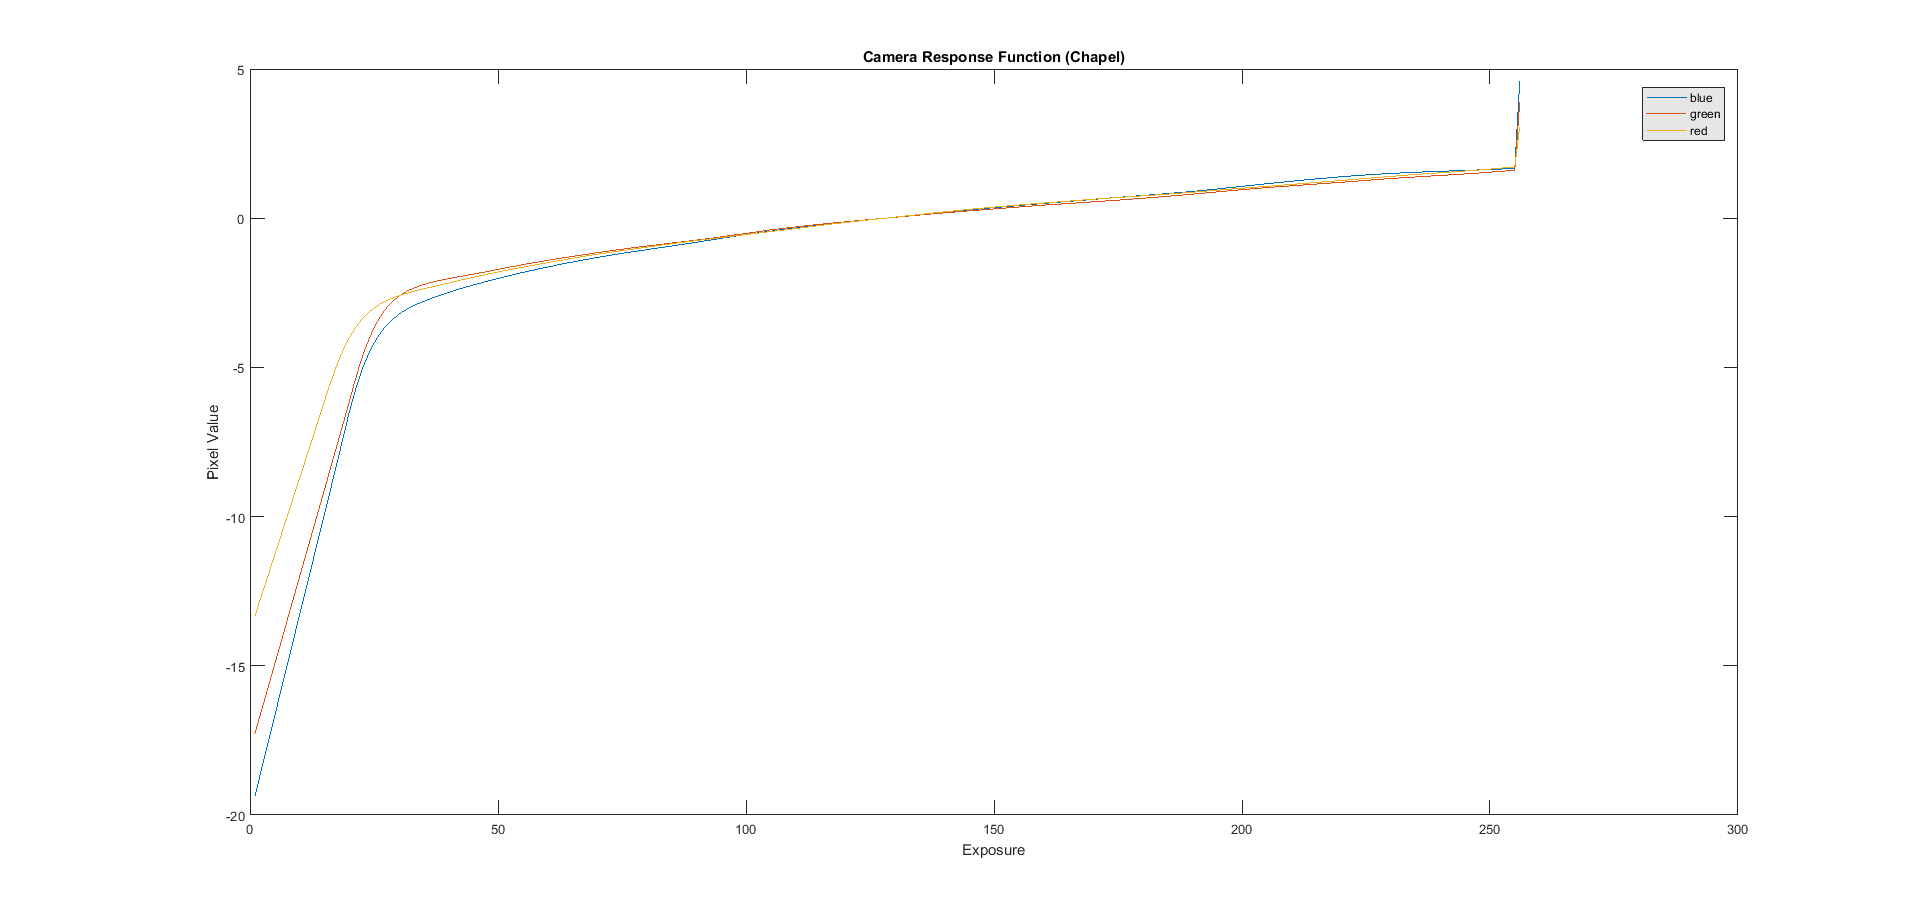 Camera Response Function (Chapel)
5
0
-5
-10
-15
-20
Pixel Value
blue
green
red
0 50 100 150 200 250 300
Exposure